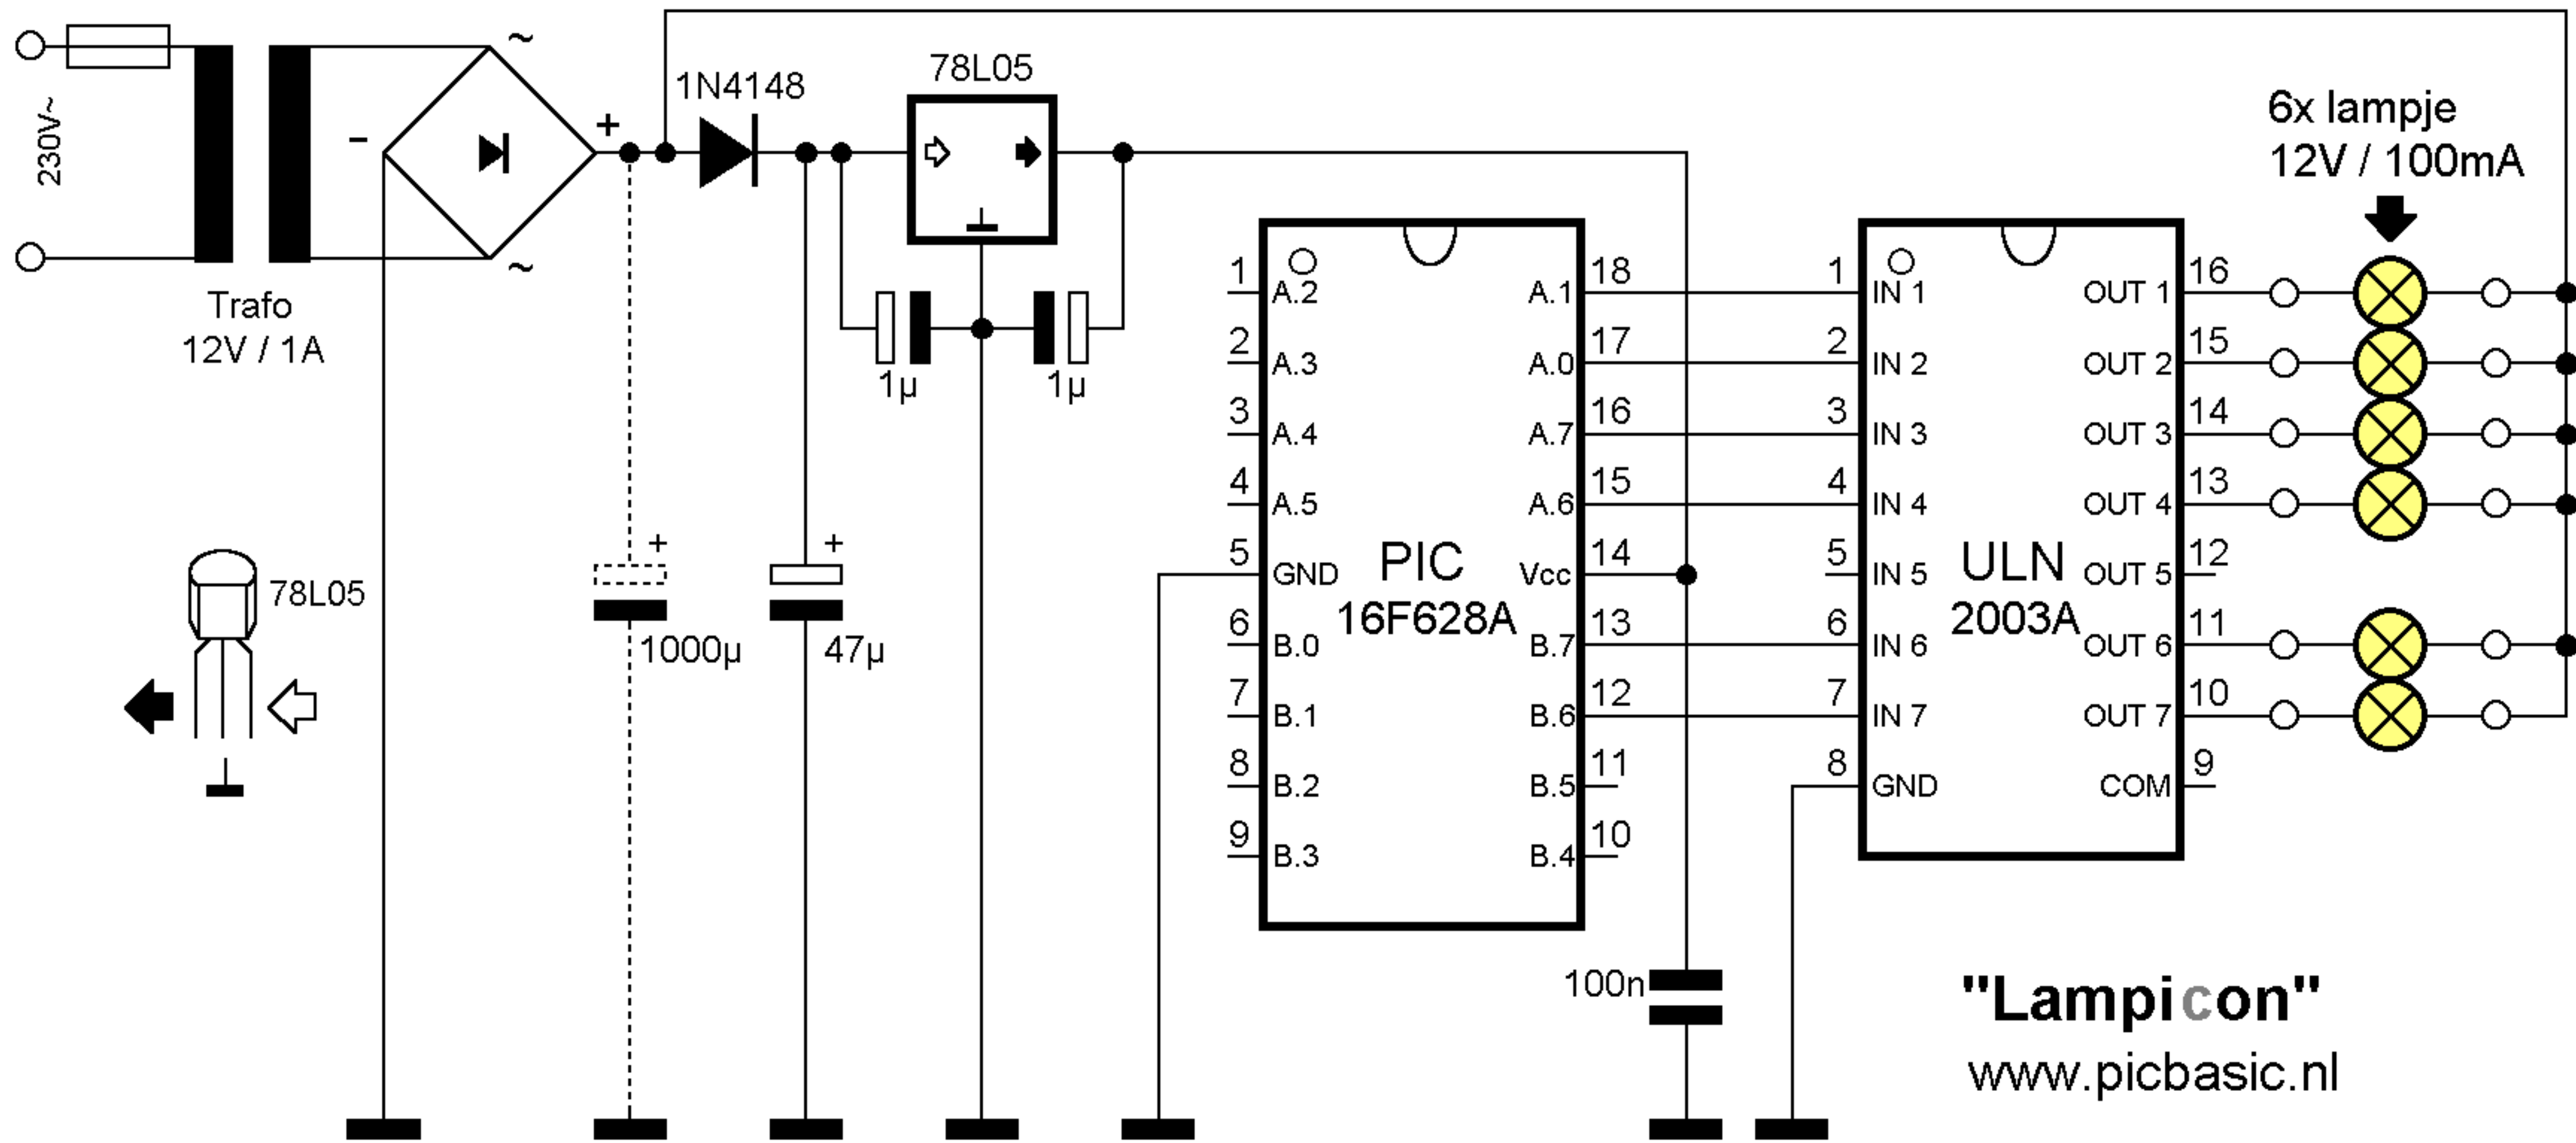 230V~
Trafo
12V / 1A
~
~
-
+
1N4148
78L05
1µ
1µ
+
1000µ
+
47µ
78L05
1 A.2
2 A.3
3 A.4
4 A.5
5 GND
6 B.0
7 B.1
8 B.2
9 B.3
PIC
16F628A
A.1 18
A.0 17
A.7 16
A.6 15
Vcc 14
B.7 13
B.6 12
B.5 11
B.4 10
100n
1 IN 1
2 IN 2
3 IN 3
4 IN 4
5 IN 5
6 IN 6
7 IN 7
8 GND
ULN
2003A
OUT 1 16
OUT 2 15
OUT 3 14
OUT 4 13
OUT 5 12
OUT 6 11
OUT 7 10
COM 9
6x lampje
12V / 100mA
"Lampicon"
www.picbasic.nl